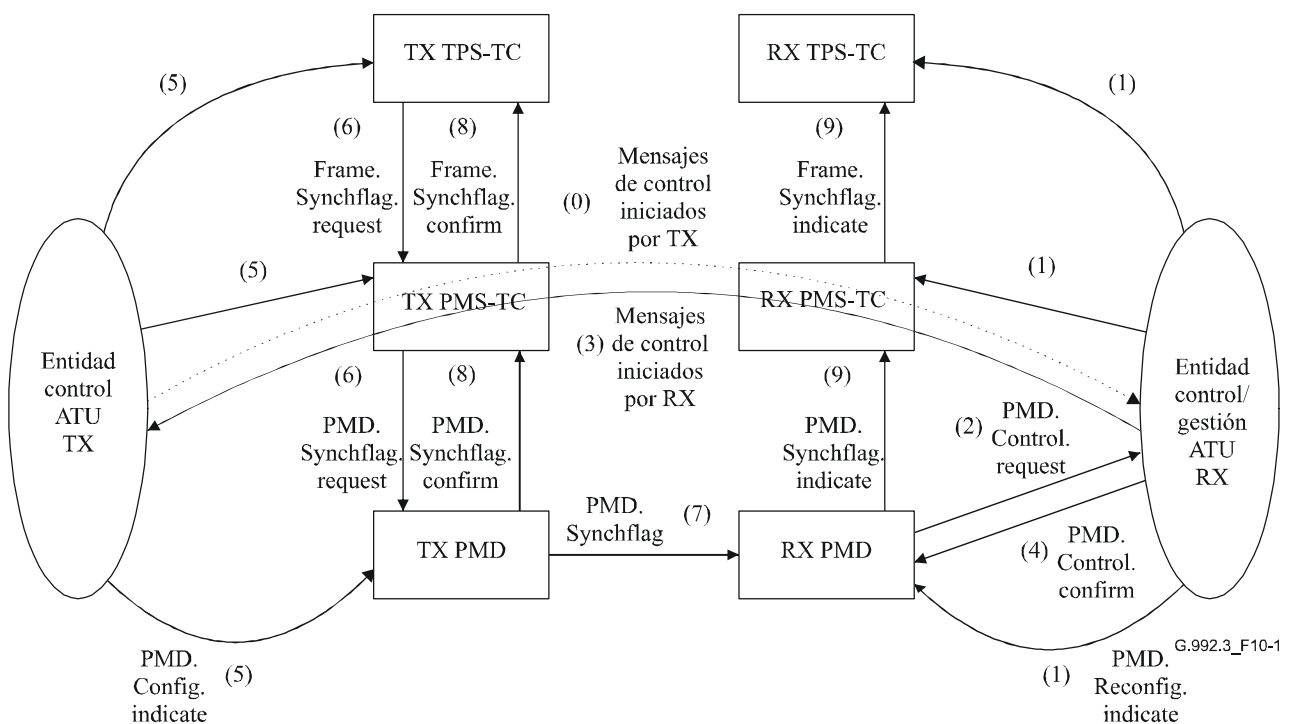 TX TPS-TC
RX TPS-TC
(5)
(1)
(6)
(8)
(9)
Frame.
Synchflag.
request
Frame.
Synchflag.
confirm
(0)
Mensajes
de control
iniciados
por TX
Frame.
Synchflag.
indicate
(5)
(1)
TX PMS-TC
RX PMS-TC
Entidad
control
ATU
TX
(3)
Mensajes
de control
iniciados
por RX
Entidad
control/
gestión
ATU
RX
(6)
(8)
(9)
PMD.
Synchflag.
request
PMD.
Synchflag.
confirm
PMD.
Synchflag.
indicate
(2)
PMD.
Control.
request
TX PMD
PMD.
Synchflag
(7)
RX PMD
(4)
PMD.
Control.
confirm
PMD.
Config.
indicate
(5)
(1)
PMD.
Reconfig.
indicate
G.992.3_F10-1